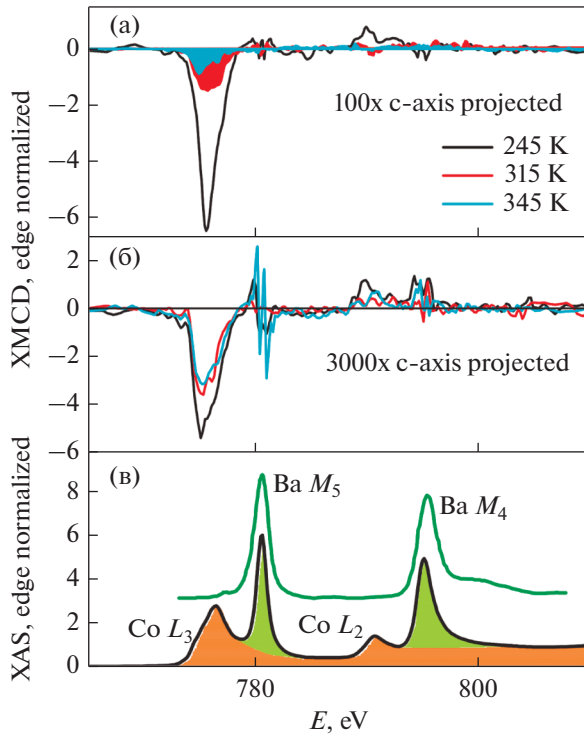 (а)
0
−2
−4
−6
100x c-axis projected
245 K
315 K
345 K
XMCD, edge normalized
(б)
2
0
−2
−4
−6
3000x c-axis projected
XAS, edge normalized
(в)
8
6
4
2
0
Ba M5
Ba M4
Co L3
Co L2
780
800
E, eV